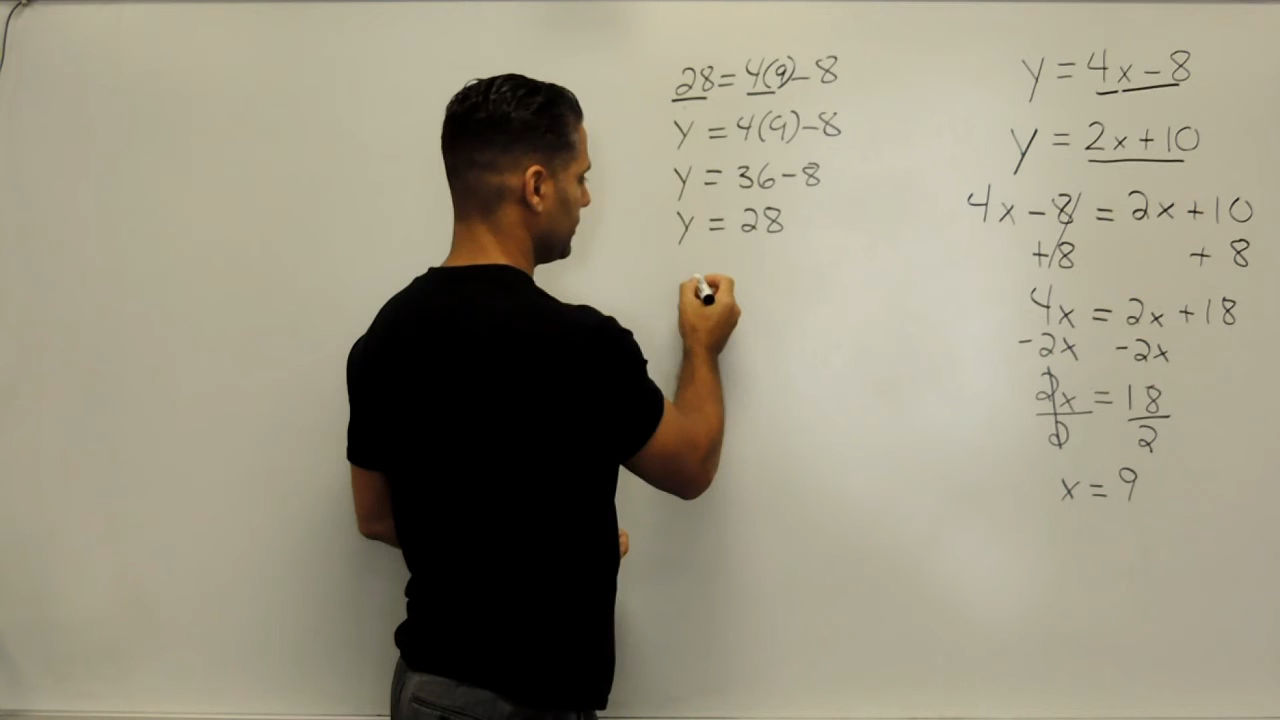 28 = 4(9) - 8
y = 4(9) - 8
y = 36 - 8
y = 28
y = 4x - 8
y = 2x + 10
4x - 8 = 2x + 10
+8 + 8
4x = 2x + 18
-2x -2x
2x = 18
2 2
x = 9